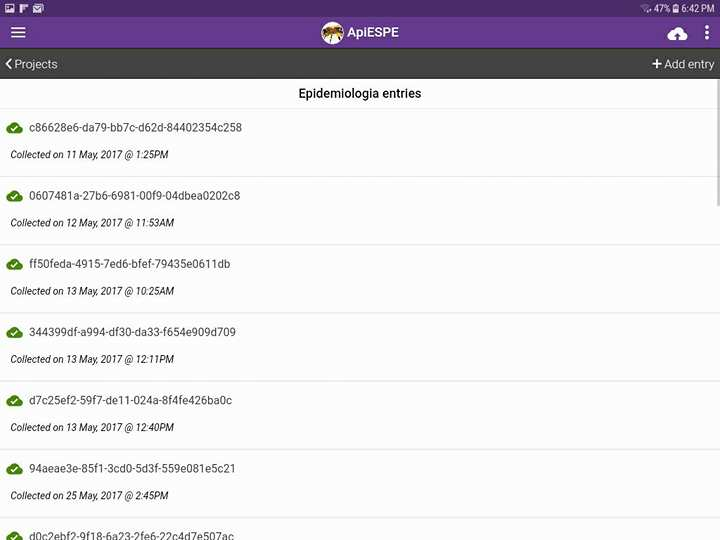 47% 6:42 PM
ApiESPE
Projects
Add entry
Epidemiologia entries
c86628e6-da79-bb7c-d62d-84402354c258
Collected on 11 May, 2017 @ 1:25PM
0607481a-27b6-6981-00f9-04dbea0202c8
Collected on 12 May, 2017 @ 11:53AM
ff50feda-4915-7ed6-bfef-79435e0611db
Collected on 13 May, 2017 @ 10:25AM
344399df-a994-df30-da33-f654e909d709
Collected on 13 May, 2017 @ 12:11PM
d7c25ef2-59f7-de11-024a-8f4fe426ba0c
Collected on 13 May, 2017 @ 12:40PM
94aeae3e-85f1-3cd0-5d3f-559e081e5c21
Collected on 25 May, 2017 @ 2:45PM
d0c2ebf2-9f18-6a23-2fe6-22c4d7e507ac